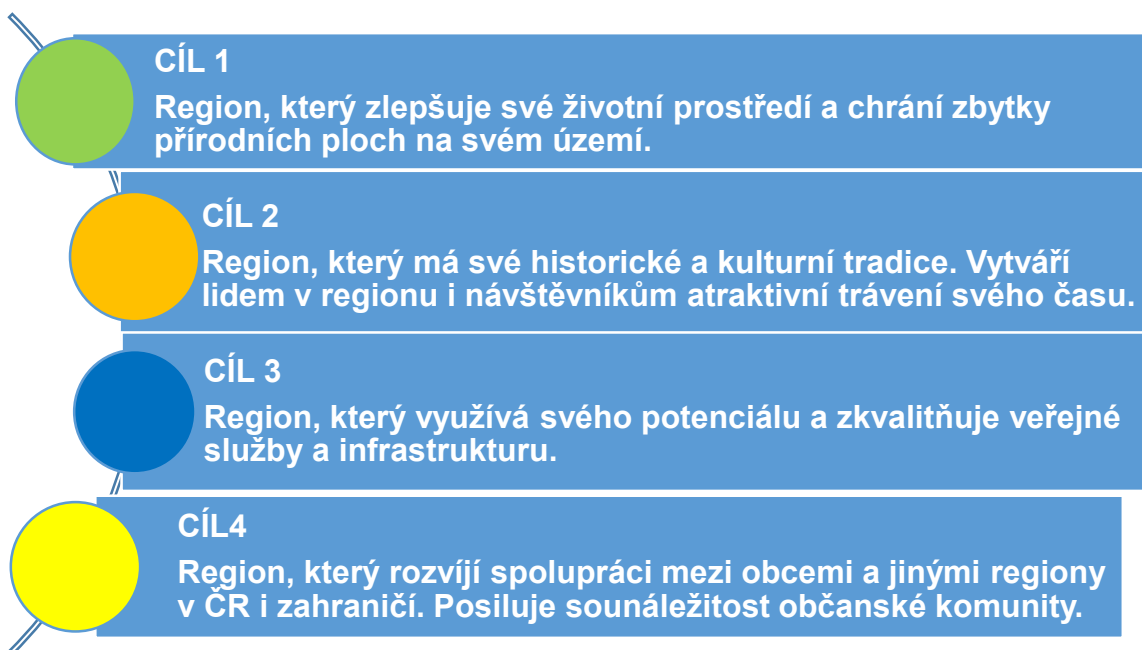 CÍL 1
Region, který zlepšuje své životní prostředí a chrání zbytky
přírodních ploch na svém území.
CÍL 2
Region, který má své historické a kulturní tradice. Vytváří
lidem v regionu i návštěvníkům atraktivní trávení svého času.
CÍL 3
Region, který využívá svého potenciálu a zkvalitňuje veřejné
služby a infrastrukturu.
CÍL4
Region, který rozvíjí spolupráci mezi obcemi a jinými regiony
v ČR i zahraničí. Posiluje sounáležitost občanské komunity.